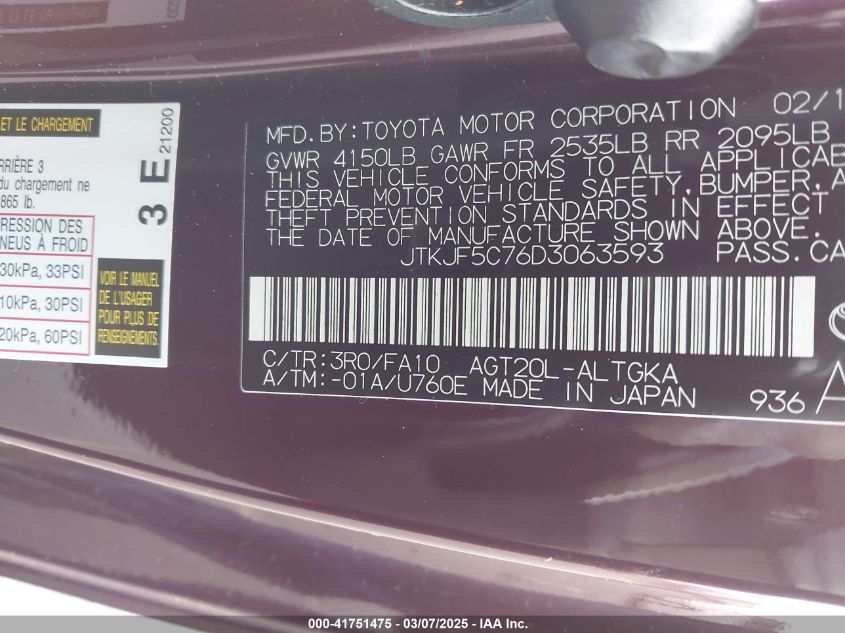 ET LE CHARGEMENT
RRIÈRE 3
du chargement ne
865 lb.
RESSION DES
NEUS À FROID
30kPa, 33PSI
10kPa, 30PSI
20kPa, 60PSI
VOIR LE MANUEL
DE L'USAGER
POUR PLUS DE
RENSEIGNEMENTS
3 E
21200
MFD. BY:TOYOTA MOTOR CORPORATION 02/1
GVWR 4150LB GAWR FR 2535LB RR 2095LB
THIS VEHICLE CONFORMS TO ALL APPLICAB
FEDERAL MOTOR VEHICLE SAFETY,BUMPER,A
THEFT PREVENTION STANDARDS IN EFFECT
THE DATE OF MANUFACTURE SHOWN ABOVE.
JTKJF5C76D3063593 PASS.CA
C/TR:3R0/FA10 AGT20L-ALTGKA
A/TM:-01A/U760E MADE IN JAPAN
936 A
000-41751475 — 03/07/2025 — IAA Inc.